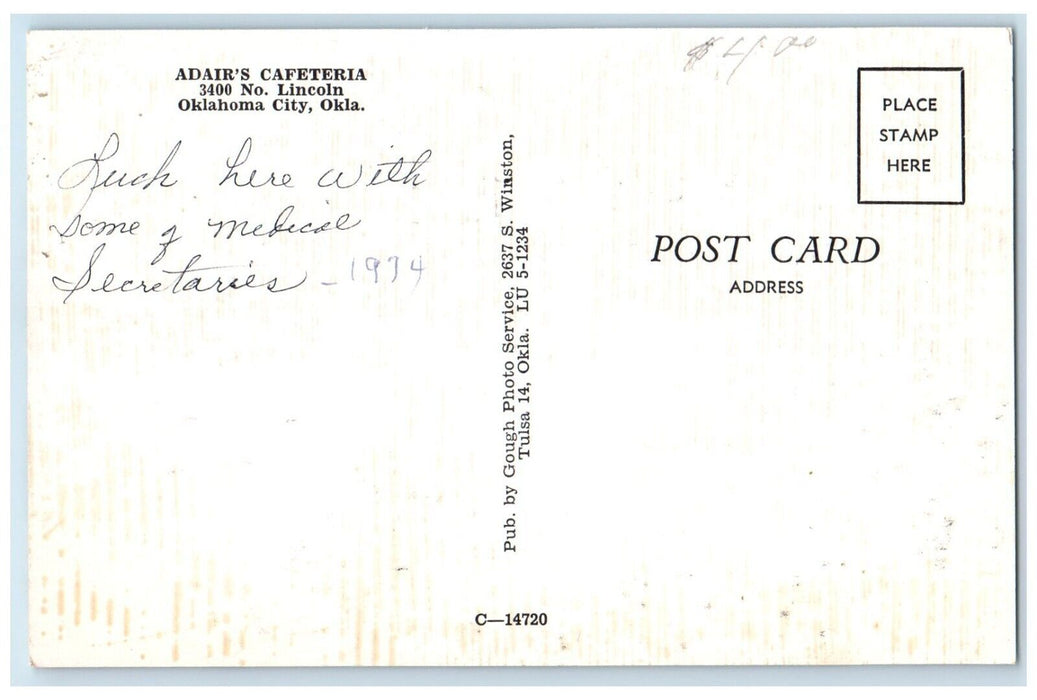 $4.00
ADAIR'S CAFETERIA
3400 No. Lincoln
Oklahoma City, Okla.
Luch here with
some of medical
Secretaries - 1974
Pub. by Gough Photo Service, 2637 S. Winston,
Tulsa 14, Okla. LU 5-1234
C—14720
PLACE
STAMP
HERE
POST CARD
ADDRESS